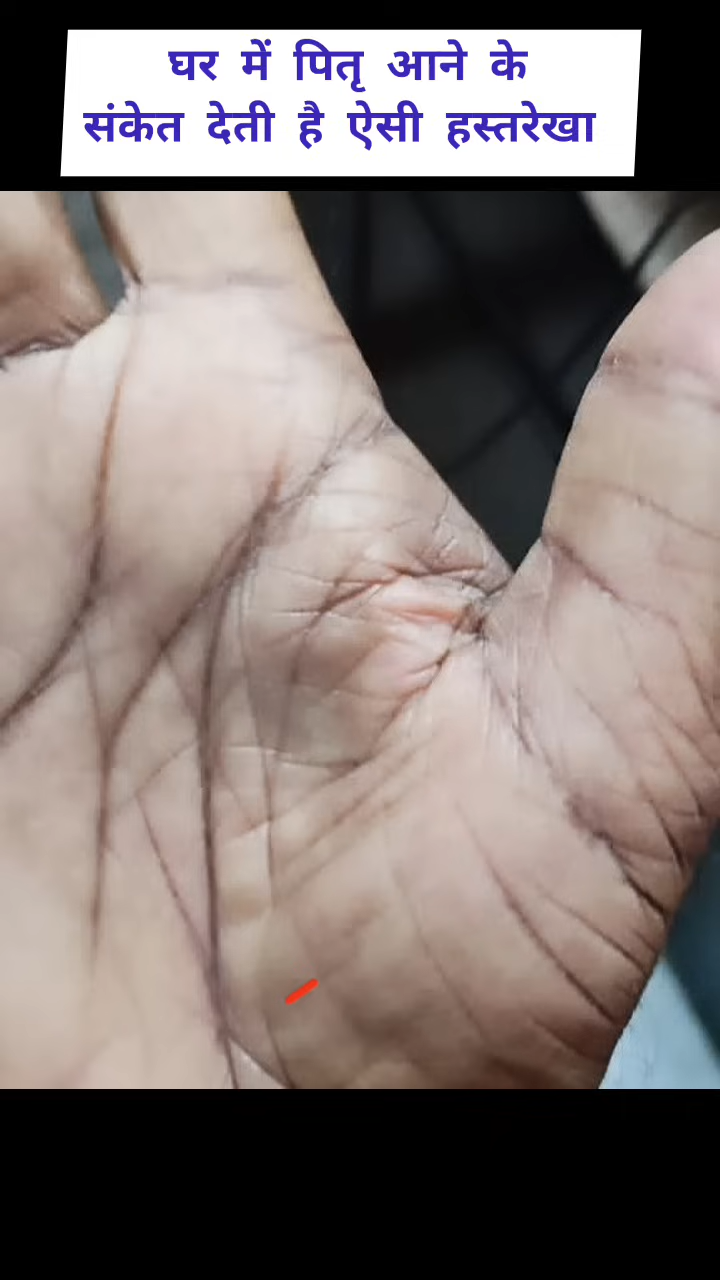 घर में पितृ आने के
संकेत देती है ऐसी हस्तरेखा